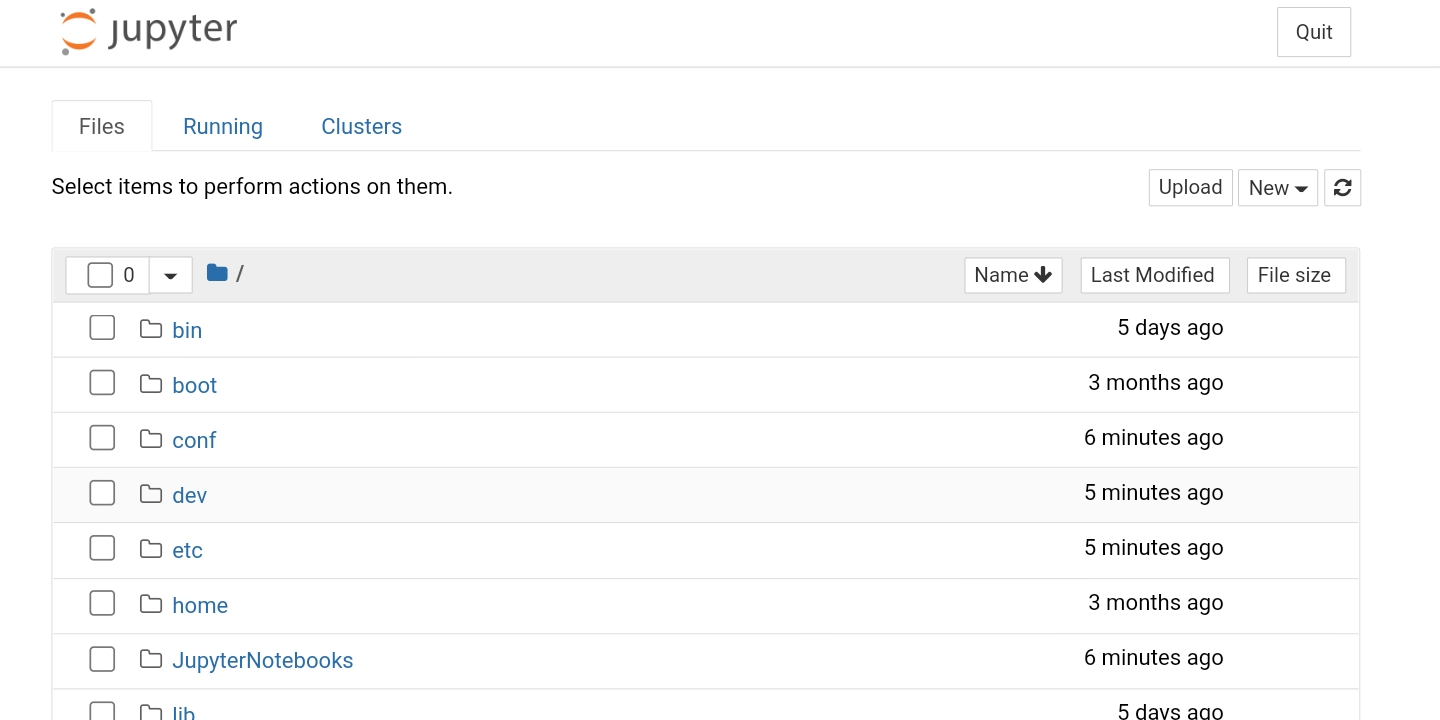 jupyter
Quit
Files Running Clusters
Select items to perform actions on them.
Upload New
0 / Name Last Modified File size
bin 5 days ago
boot 3 months ago
conf 6 minutes ago
dev 5 minutes ago
etc 5 minutes ago
home 3 months ago
JupyterNotebooks 6 minutes ago
lib 5 days ago